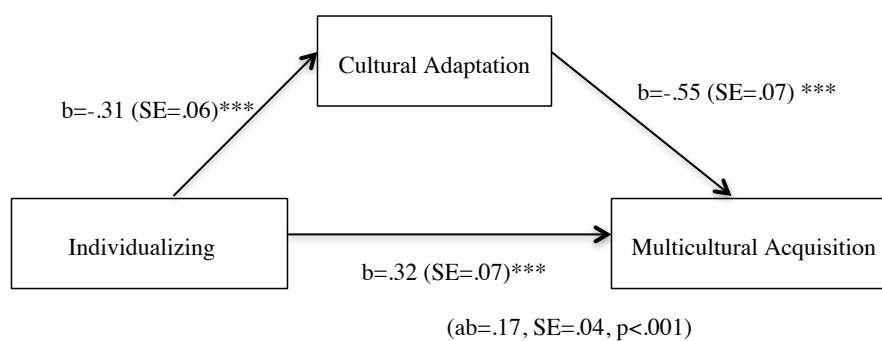 Cultural Adaptation
b=-.31 (SE=.06)***
b=-.55 (SE=.07) ***
Individualizing
Multicultural Acquisition
b=.32 (SE=.07)***
(ab=.17, SE=.04, p<.001)